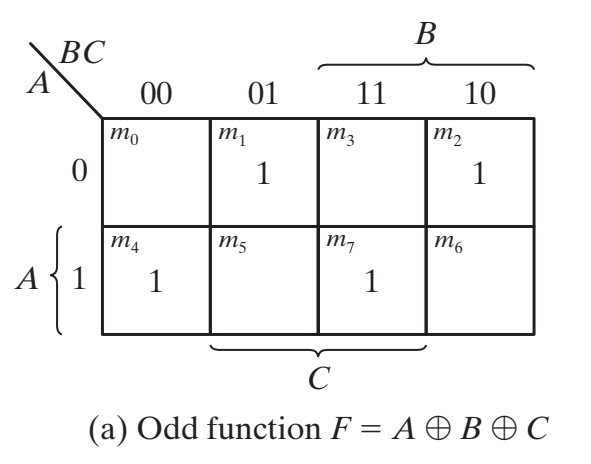 B
BC
A
00 01 11 10
m₀ m₁ m₃ m₂
0 1 1
m₄ m₅ m₇ m₆
A 1 1 1
C
(a) Odd function F = A ⊕ B ⊕ C